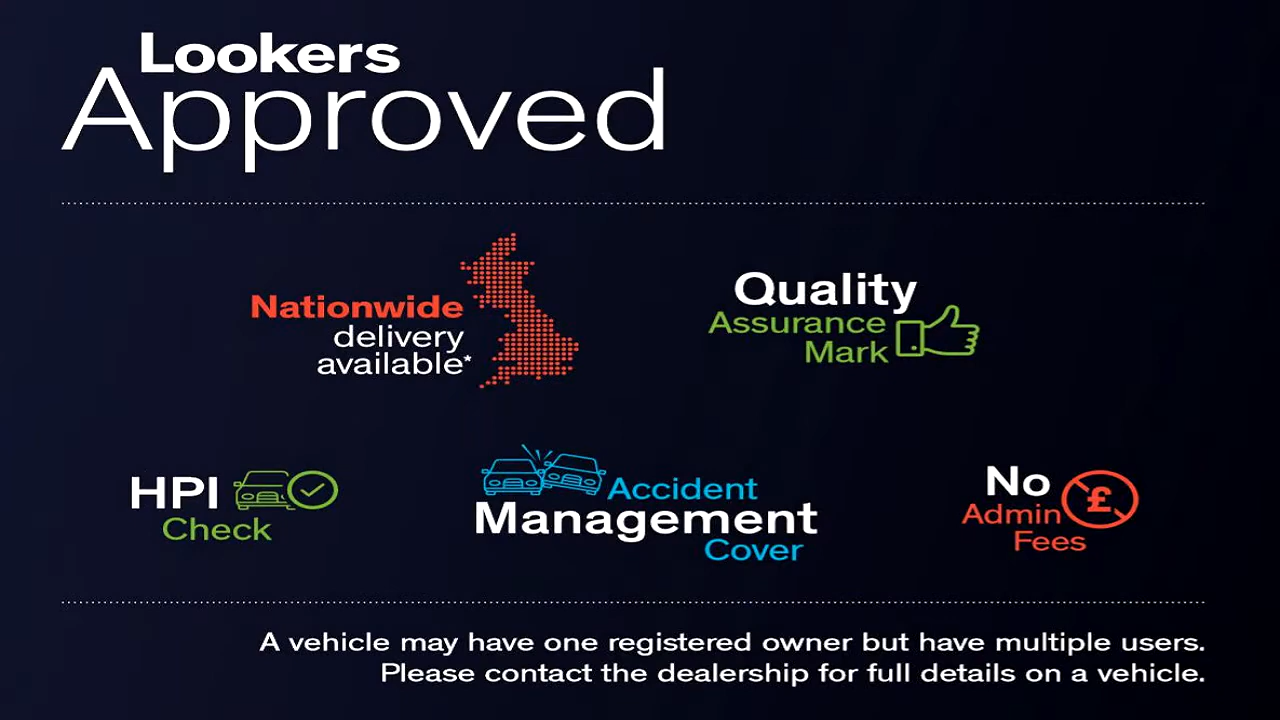 Lookers
Approved
Nationwide
delivery
available*
Quality
Assurance
Mark
HPI
Check
Accident
Management
Cover
No
Admin
£
Fees
A vehicle may have one registered owner but have multiple users.
Please contact the dealership for full details on a vehicle.